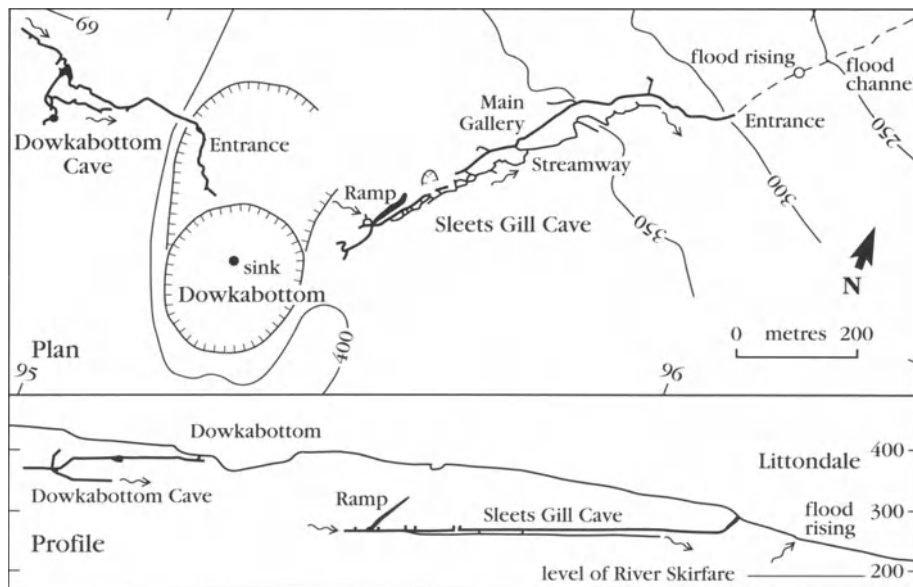 69
flood rising
flood
channel
250
Main
Gallery
Entrance
Entrance
Dowkabottom
Cave
Streamway
300
Ramp
Sleets Gill Cave
350
sink
Dowkabottom
N
400
0 metres 200
Plan
95
96
Dowkabottom
Littondale
400
Dowkabottom Cave
Ramp
Sleets Gill Cave
flood
rising
300
Profile
level of River Skirfare
200